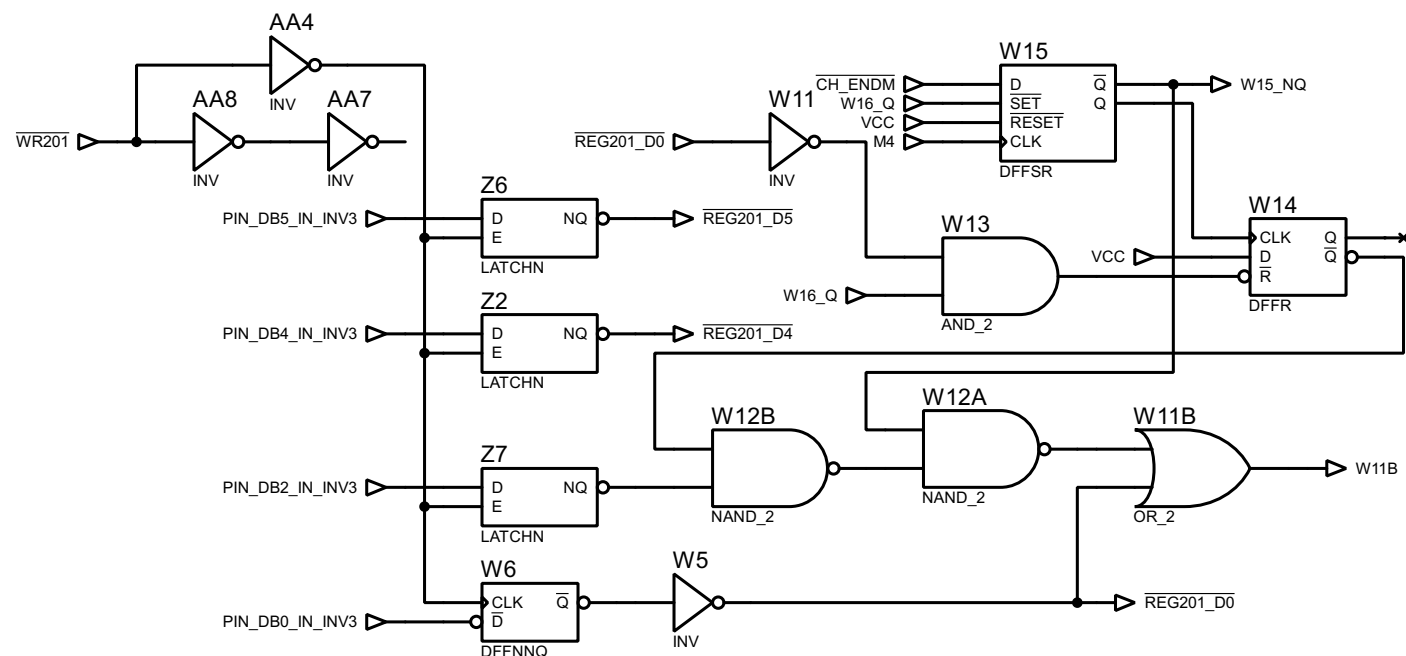 AA4
INV
AA8
AA7
WR201
INV
INV
W11
REG201_D0
INV
W15
CH_ENDM
W16_Q
VCC
M4
D
SET
RESET
CLK
Q
Q
DFFSR
W15_NQ
Z6
PIN_DB5_IN_INV3
D
E
NQ
LATCHN
REG201_D5
W13
W16_Q
AND_2
W14
VCC
CLK
D
R
Q
Q
DFFR
Z2
PIN_DB4_IN_INV3
D
E
NQ
LATCHN
REG201_D4
W12B
NAND_2
W12A
NAND_2
W11B
OR_2
W11B
Z7
PIN_DB2_IN_INV3
D
E
NQ
LATCHN
W6
PIN_DB0_IN_INV3
CLK
D
Q
DFFNNQ
W5
INV
REG201_D0